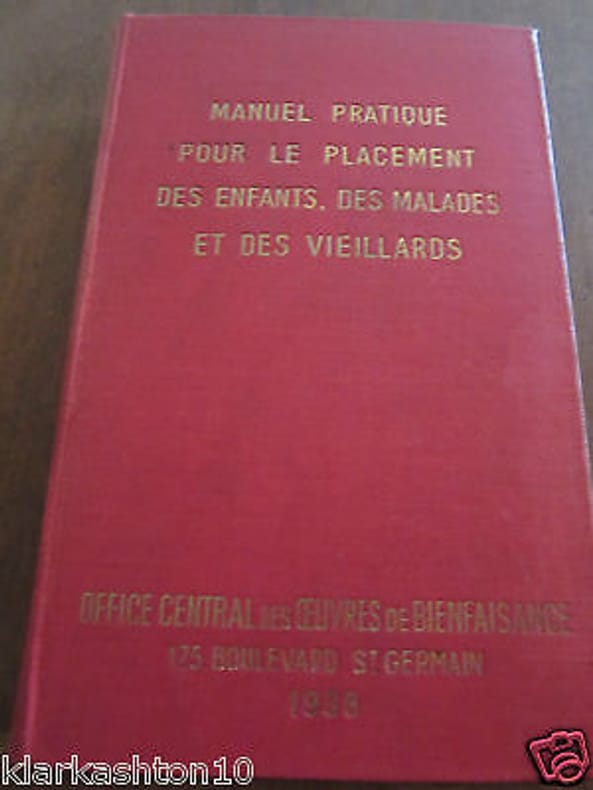 MANUEL PRATIQUE
POUR LE PLACEMENT
DES ENFANTS. DES MALADES
ET DES VIEILLARDS
OFFICE CENTRAL DES ŒUVRES DE BIENFAISANCE
175 BOULEVARD ST GERMAIN
1938
klarkashton10